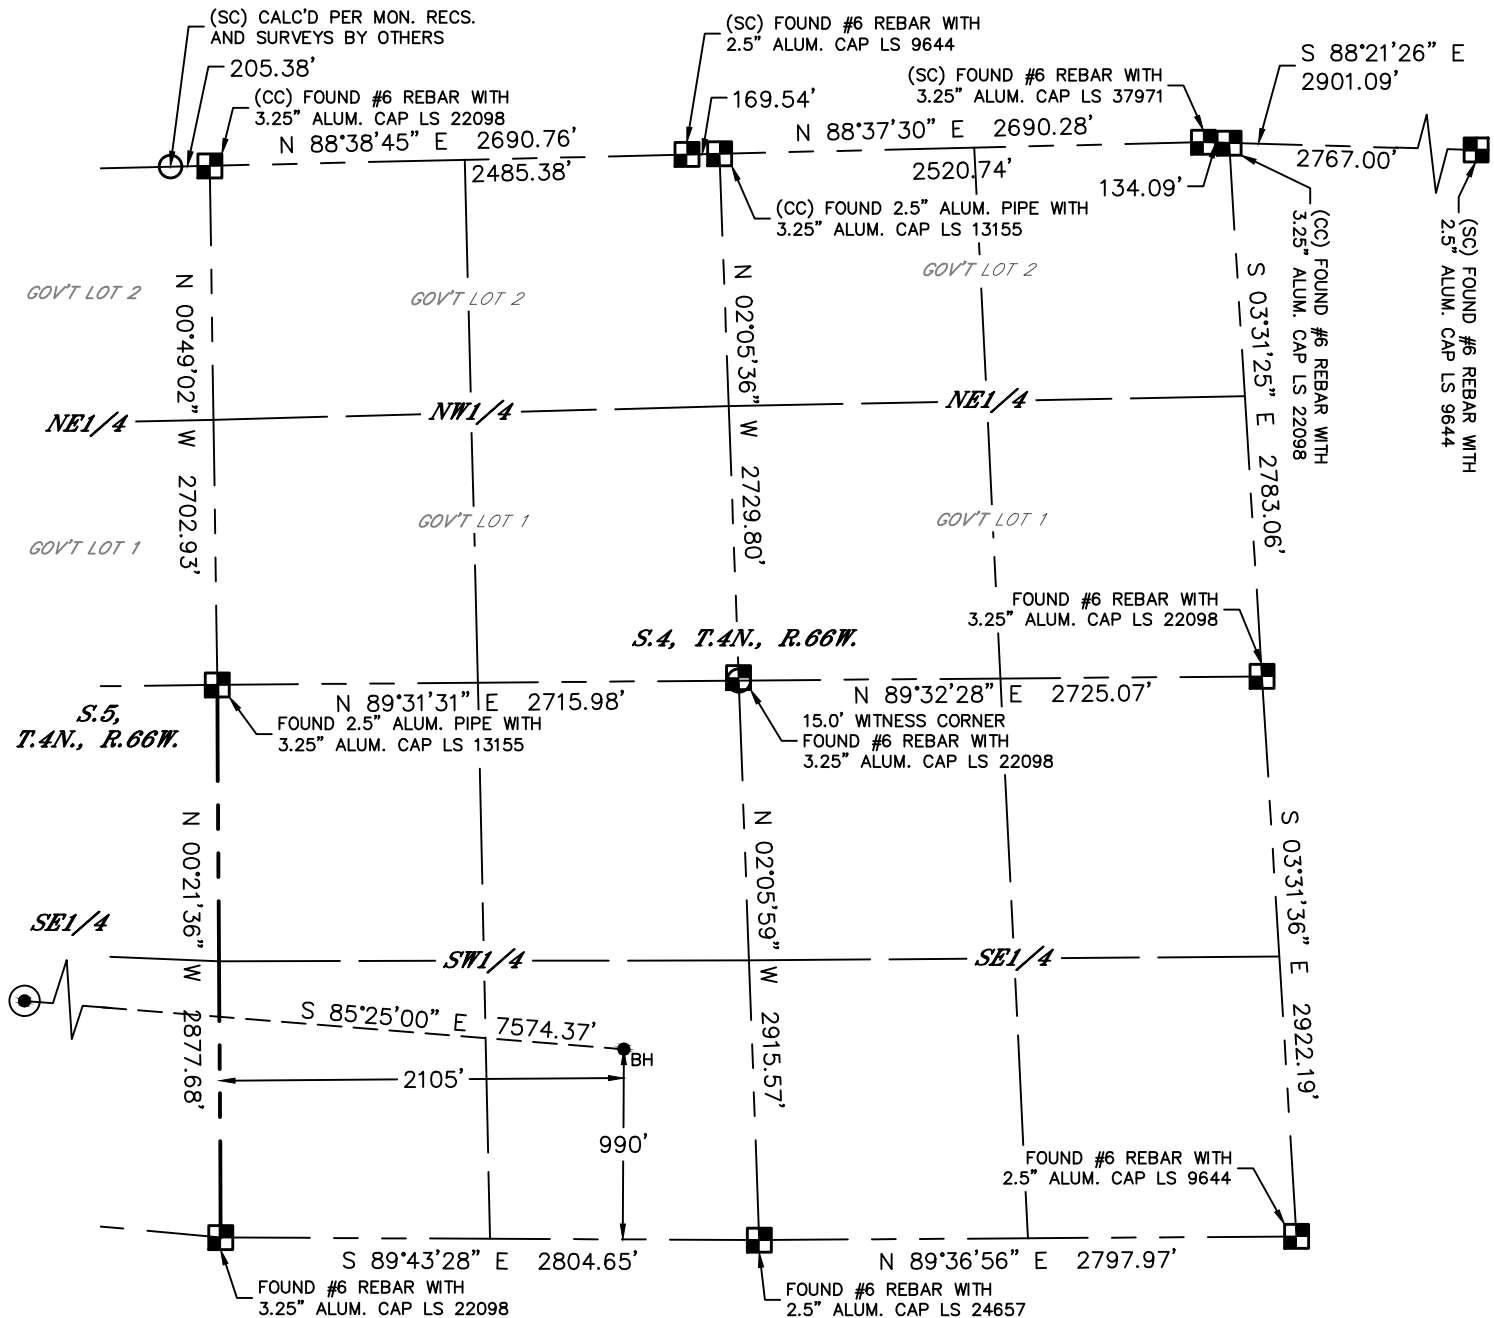 (SC) CALC'D PER MON. RECS.
AND SURVEYS BY OTHERS
205.38'
(CC) FOUND #6 REBAR WITH
3.25" ALUM. CAP LS 22098
N 88°38'45" E 2690.76'
2485.38'
(SC) FOUND #6 REBAR WITH
2.5" ALUM. CAP LS 9644
169.54'
(SC) FOUND #6 REBAR WITH
3.25" ALUM. CAP LS 37971
N 88°37'30" E 2690.28'
2520.74'
S 88°21'26" E
2901.09'
2767.00'
134.09'
(CC) FOUND 2.5" ALUM. PIPE WITH
3.25" ALUM. CAP LS 13155
(CC) FOUND #6 REBAR WITH
3.25" ALUM. CAP LS 22098
(SC) FOUND #6 REBAR WITH
2.5" ALUM. CAP LS 9644
GOV'T LOT 2
GOV'T LOT 2
GOV'T LOT 2
N 00°49'02" W 2702.93'
N 02°05'36" W 2729.80'
S 03°31'25" E 2783.06'
NE1/4
NW1/4
NE1/4
GOV'T LOT 1
GOV'T LOT 1
GOV'T LOT 1
FOUND #6 REBAR WITH
3.25" ALUM. CAP LS 22098
S.4, T.4N., R.66W.
N 89°31'31" E 2715.98'
N 89°32'28" E 2725.07'
S.5,
T.4N., R.66W.
FOUND 2.5" ALUM. PIPE WITH
3.25" ALUM. CAP LS 13155
15.0' WITNESS CORNER
FOUND #6 REBAR WITH
3.25" ALUM. CAP LS 22098
N 00°21'36" W 2877.68'
N 02°05'59" W 2915.57'
S 03°31'36" E 2922.19'
SE1/4
SW1/4
SE1/4
S 85°25'00" E 7574.37'
BH
2105'
990'
FOUND #6 REBAR WITH
2.5" ALUM. CAP LS 9644
S 89°43'28" E 2804.65'
N 89°36'56" E 2797.97'
FOUND #6 REBAR WITH
3.25" ALUM. CAP LS 22098
FOUND #6 REBAR WITH
2.5" ALUM. CAP LS 24657